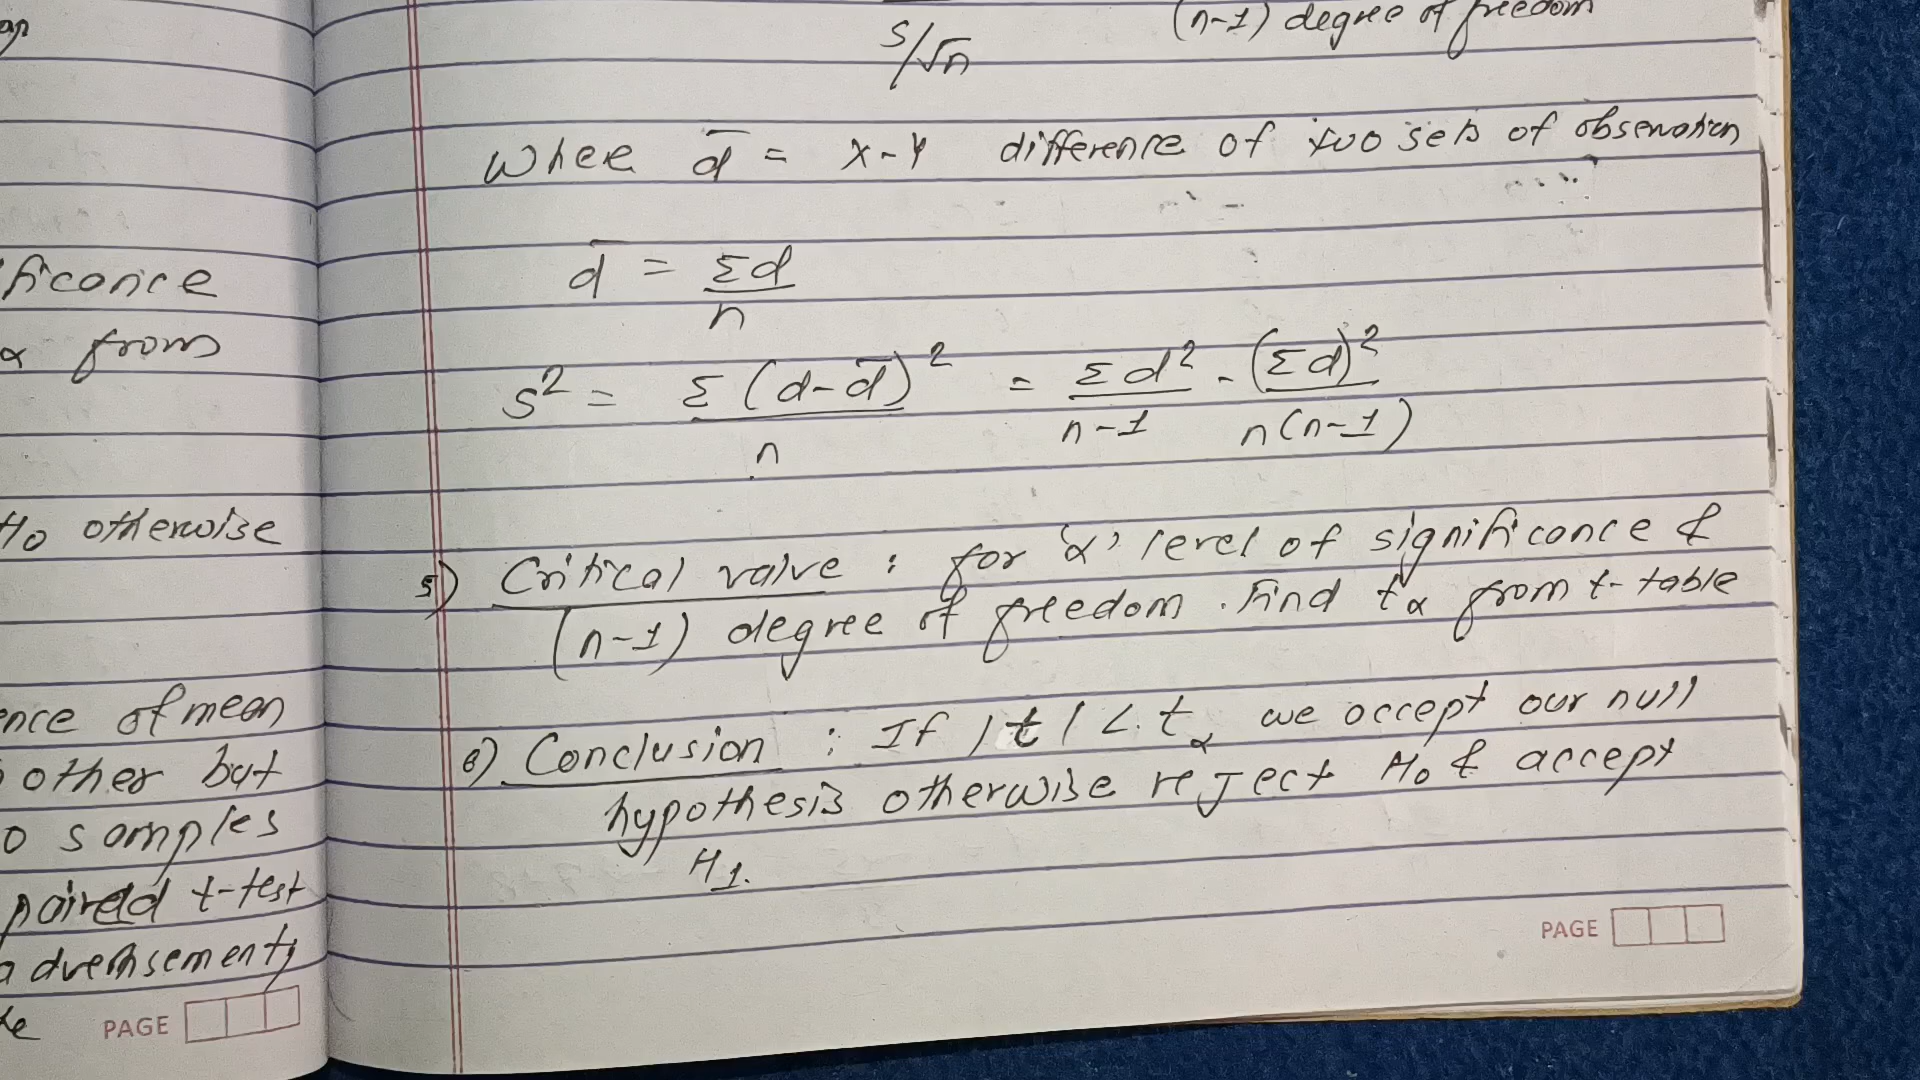 ficance
α from
H0 otherwise
ence of mean
other but
o samples
paired t-test
advertisements
PAGE
S/√n
(n-1) degree of freedom
Where d̅ = x-y difference of two sets of observation
d̅ = Σd/n
s² = Σ(d-d̅)²/n = Σd²/n-1 - (Σd)²/n(n-1)
5) Critical value : for 'α' level of significance &
(n-1) degree of freedom . Find tα from t-table
6) Conclusion : If |t| < tα we accept our null
hypothesis otherwise reject H0 & accept
H1.
PAGE